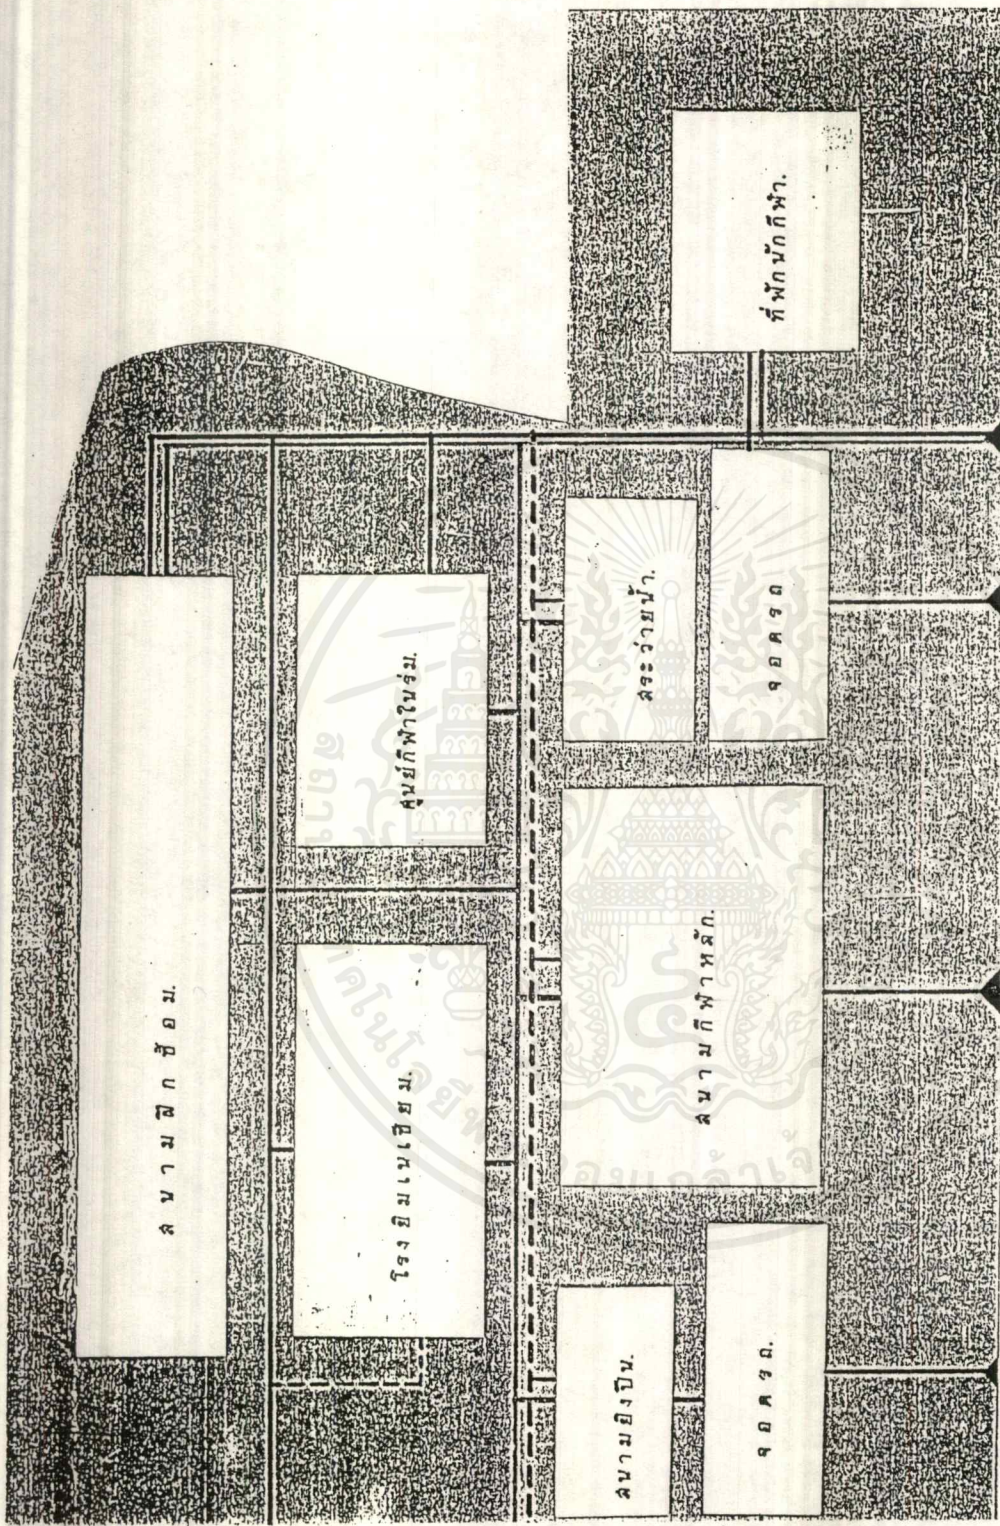 สนามฝึกซ้อม.
โรงยิมเนเซียม.
ศูนย์กีฬาในร่ม.
สนามยิงปืน.
จอดรถ.
สนามกีฬาหลัก.
สระว่ายน้ำ.
จอดรถ
ที่พักนักกีฬา.